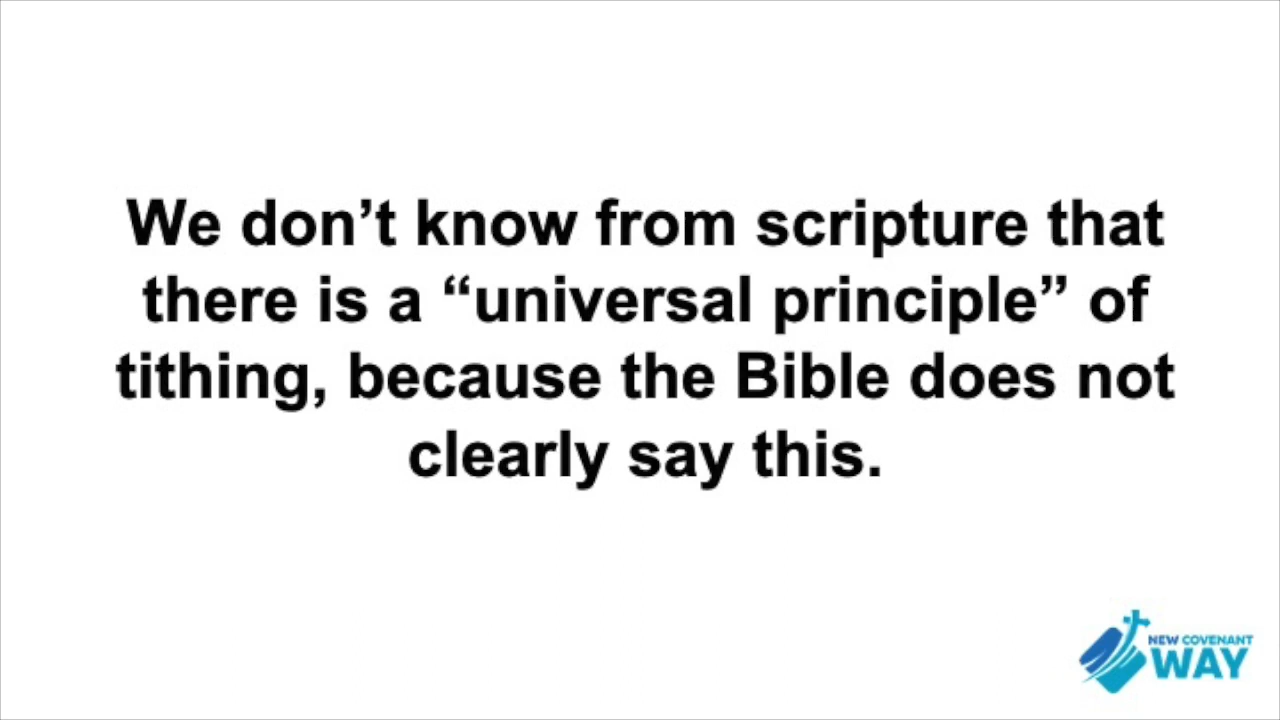 We don’t know from scripture that
there is a “universal principle” of
tithing, because the Bible does not
clearly say this.
NEW COVENANT
WAY